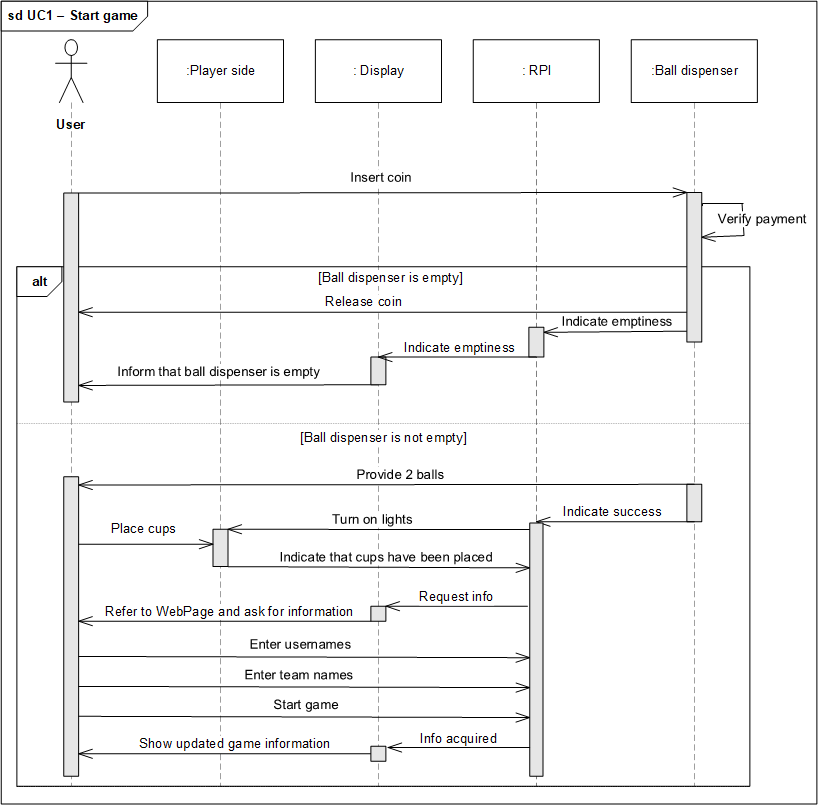 sd UC1 – Start game
:Player side
: Display
: RPI
:Ball dispenser
User
Insert coin
Verify payment
alt
[Ball dispenser is empty]
Release coin
Indicate emptiness
Indicate emptiness
Inform that ball dispenser is empty
[Ball dispenser is not empty]
Provide 2 balls
Indicate success
Turn on lights
Place cups
Indicate that cups have been placed
Request info
Refer to WebPage and ask for information
Enter usernames
Enter team names
Start game
Info acquired
Show updated game information